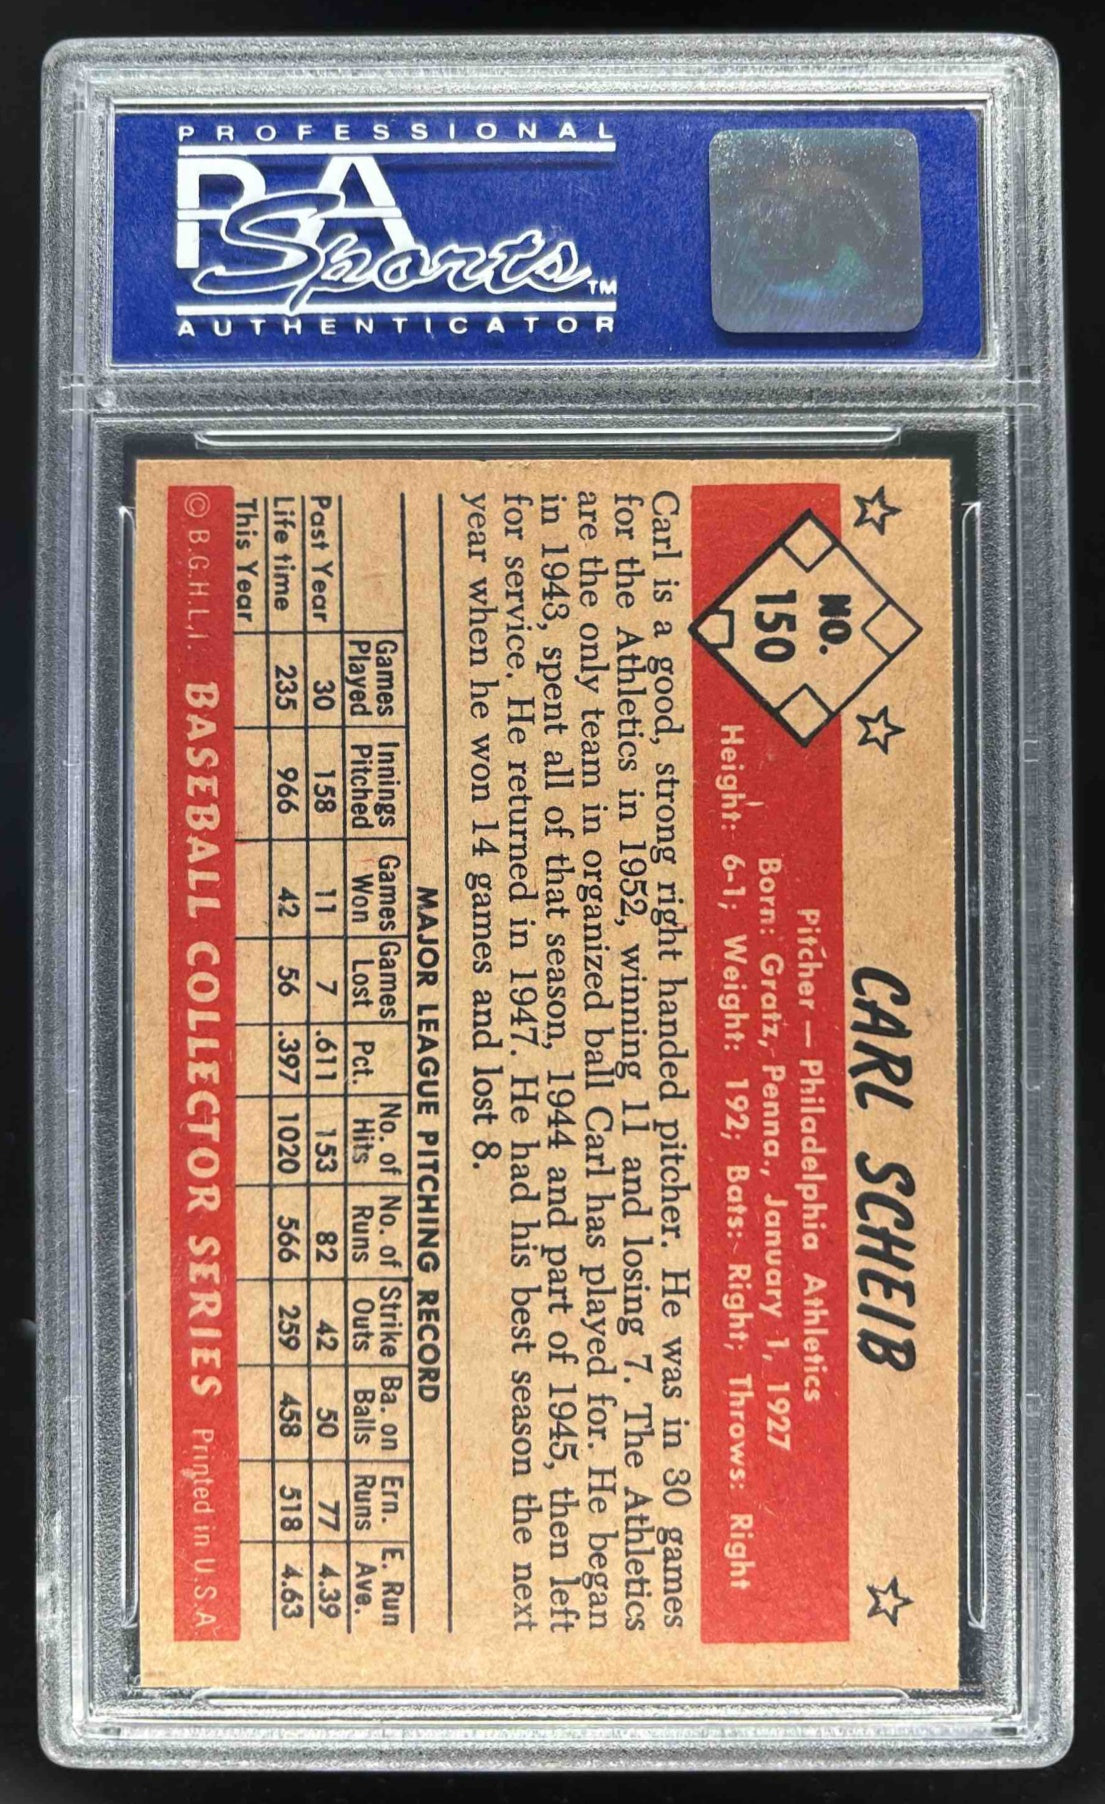 PROFESSIONAL
PSA
Sports™
AUTHENTICATOR
NO.
150
CARL SCHEIB
Pitcher — Philadelphia Athletics
Born: Gratz, Penna., January 1, 1927
Height: 6-1; Weight: 192; Bats: Right; Throws: Right
Carl is a good, strong right handed pitcher. He was in 30 games
for the Athletics in 1952, winning 11 and losing 7. The Athletics
are the only team in organized ball Carl has played for. He began
in 1943, spent all of that season, 1944 and part of 1945, then left
for service. He returned in 1947. He had his best season the next
year when he won 14 games and lost 8.
MAJOR LEAGUE PITCHING RECORD
Games Innings Games Games No. of No. of Strike Ba. on Ern. E. Run
Played Pitched Won Lost Pct. Hits Runs Outs Balls Runs Ave.
Past Year 30 158 11 7 .611 153 82 42 50 77 4.39
Life time 235 966 42 56 .397 1020 566 259 458 518 4.63
This Year
© B.G.H.L.I. BASEBALL COLLECTOR SERIES Printed in U.S.A